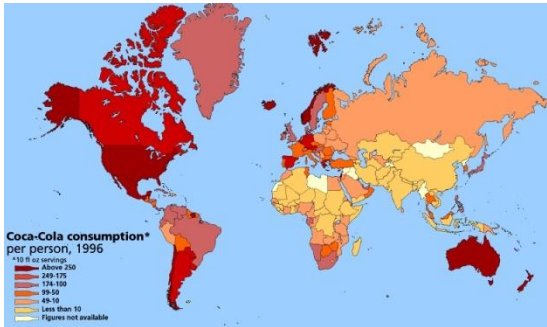 Coca-Cola consumption*
per person, 1996
*10 fl oz servings
Above 250
249-175
174-100
99-50
49-10
Less than 10
Figures not available